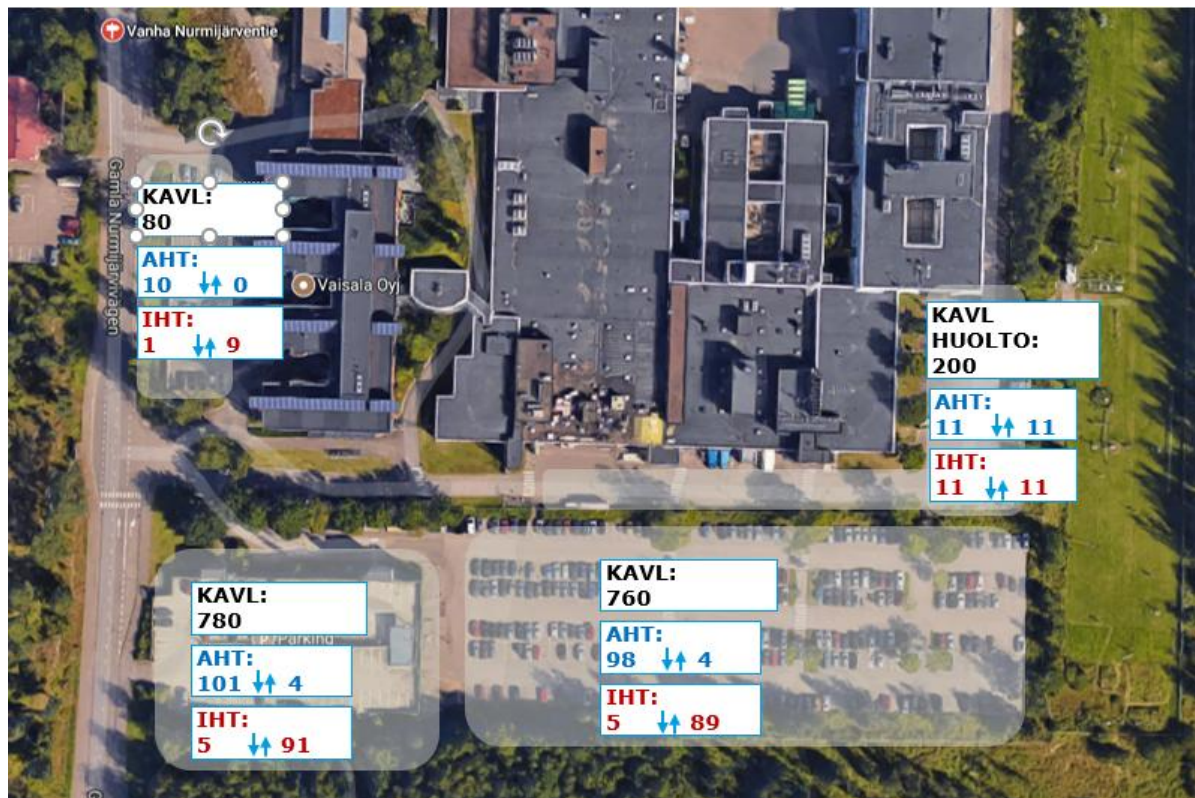 Vanha Nurmijärventie
Gamla Nurmijärvivägen
KAVL:
80
AHT:
10 ↓↑ 0
IHT:
1 ↓↑ 9
Vaisala Oyj
KAVL
HUOLTO:
200
AHT:
11 ↓↑ 11
IHT:
11 ↓↑ 11
KAVL:
780
P/Parking
AHT:
101 ↓↑ 4
IHT:
5 ↓↑ 91
KAVL:
760
AHT:
98 ↓↑ 4
IHT:
5 ↓↑ 89